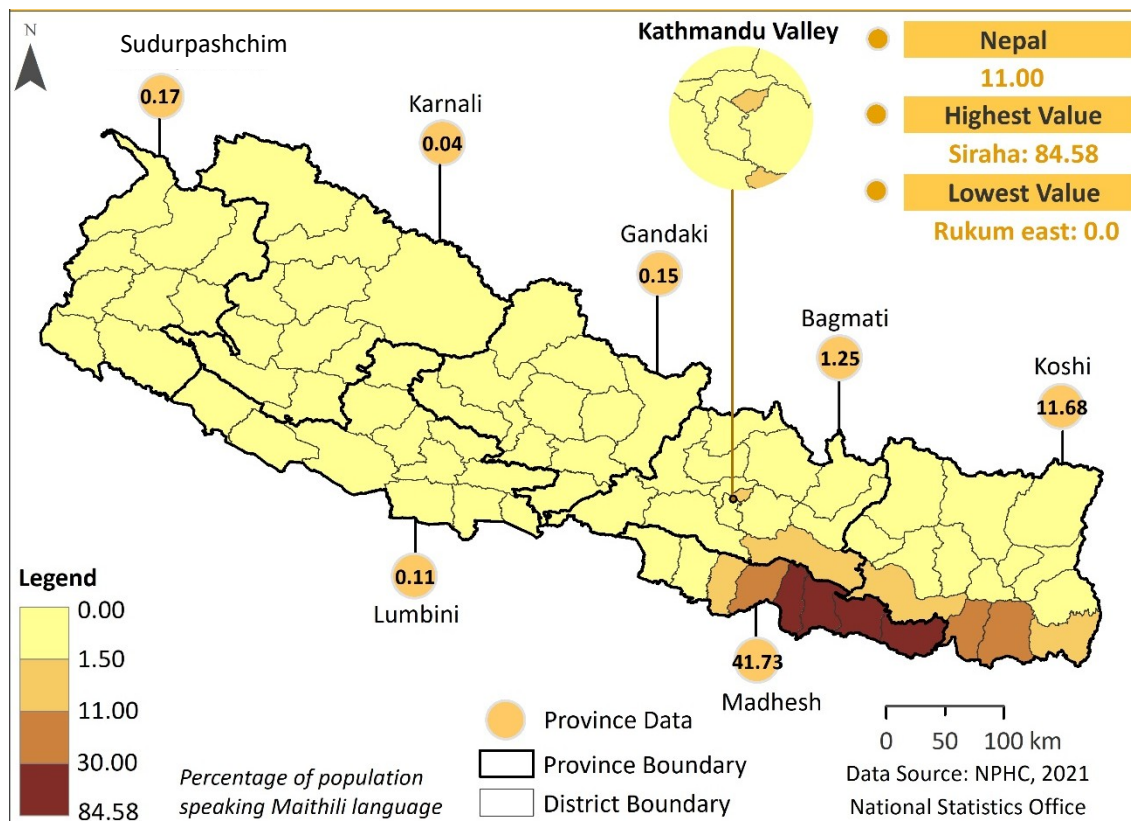 N
Sudurpashchim
0.17
Karnali
0.04
Gandaki
0.15
Kathmandu Valley
Bagmati
1.25
Koshi
11.68
Nepal
11.00
Highest Value
Siraha: 84.58
Lowest Value
Rukum east: 0.0
0.11
Lumbini
41.73
Madhesh
Legend
0.00
1.50
11.00
30.00
84.58
Percentage of population
speaking Maithili language
Province Data
Province Boundary
District Boundary
0 50 100 km
Data Source: NPHC, 2021
National Statistics Office